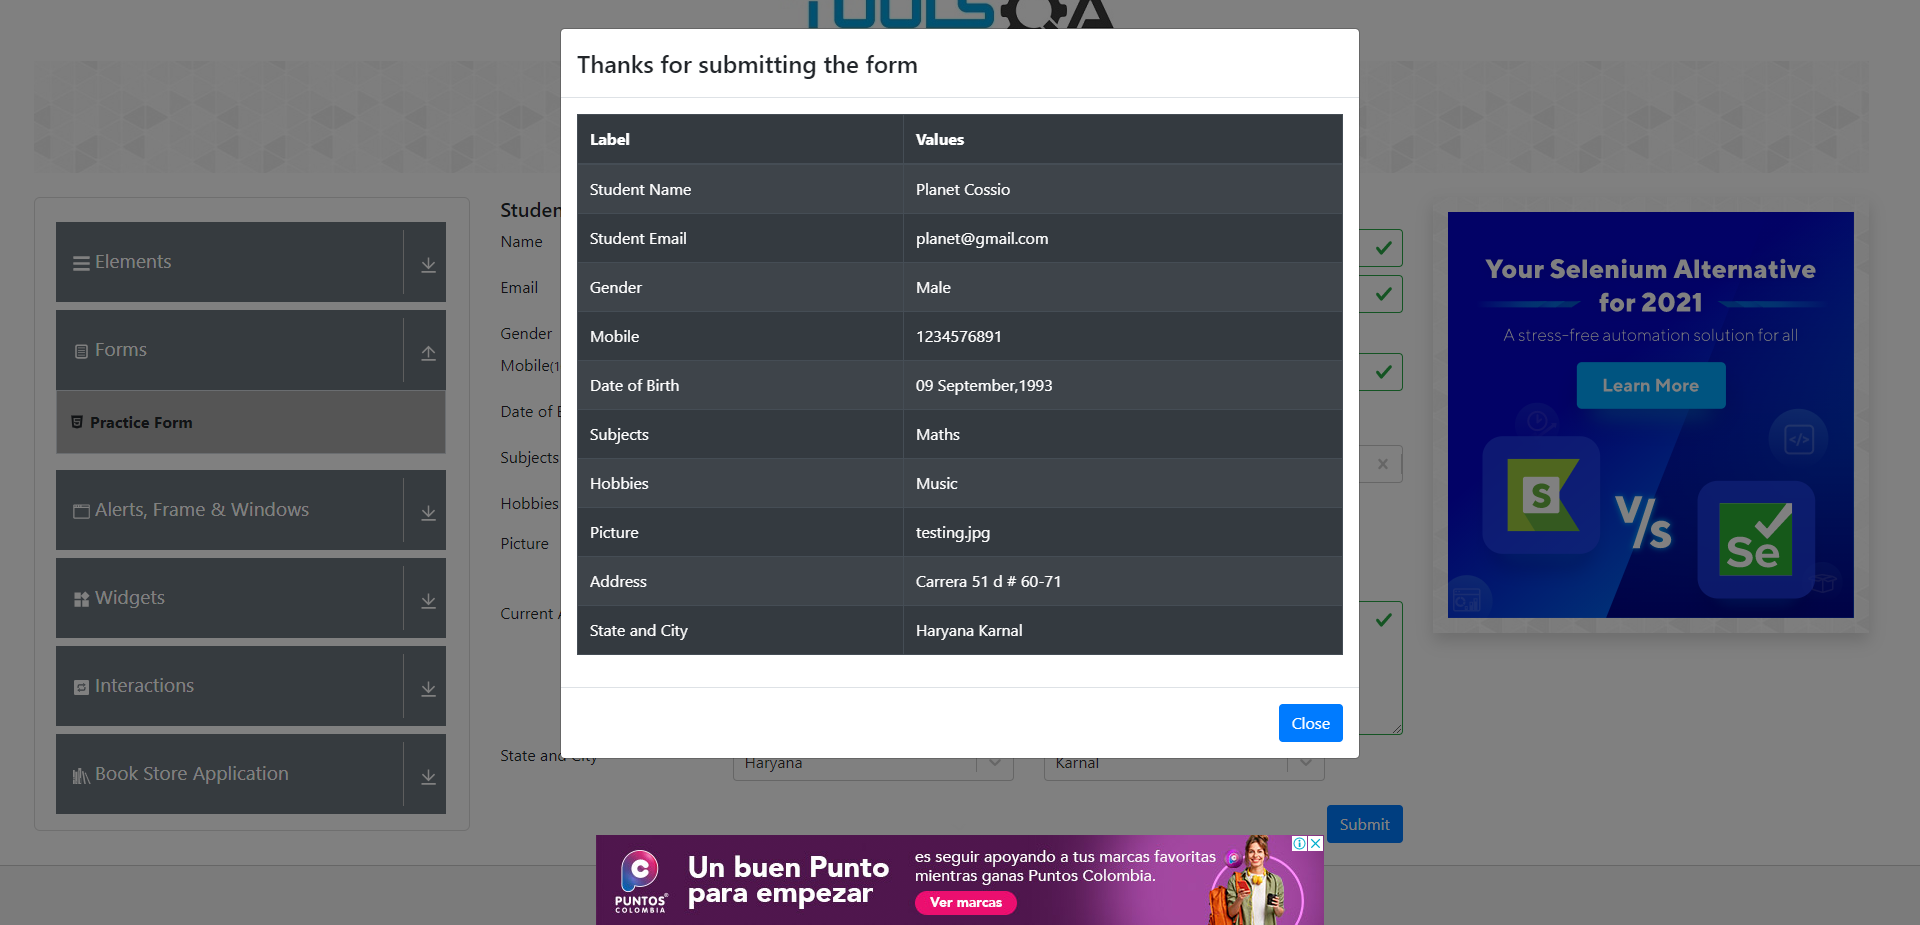 TOOLSQA
Thanks for submitting the form
Label Values
Student Name Planet Cossio
Student Email planet@gmail.com
Gender Male
Mobile 1234576891
Date of Birth 09 September,1993
Subjects Maths
Hobbies Music
Picture testing.jpg
Address Carrera 51 d # 60-71
State and City Haryana Karnal
Close
Elements
Forms
Practice Form
Alerts, Frame & Windows
Widgets
Interactions
Book Store Application
Studen
Name
Email
Gender
Mobile(1
Date of B
Subjects
Hobbies
Picture
Current A
State and City
Haryana
Karnal
Submit
Your Selenium Alternative
for 2021
A stress-free automation solution for all
Learn More
</>
S
V/s
Se
PUNTOS
COLOMBIA
Un buen Punto
para empezar
es seguir apoyando a tus marcas favoritas
mientras ganas Puntos Colombia.
Ver marcas